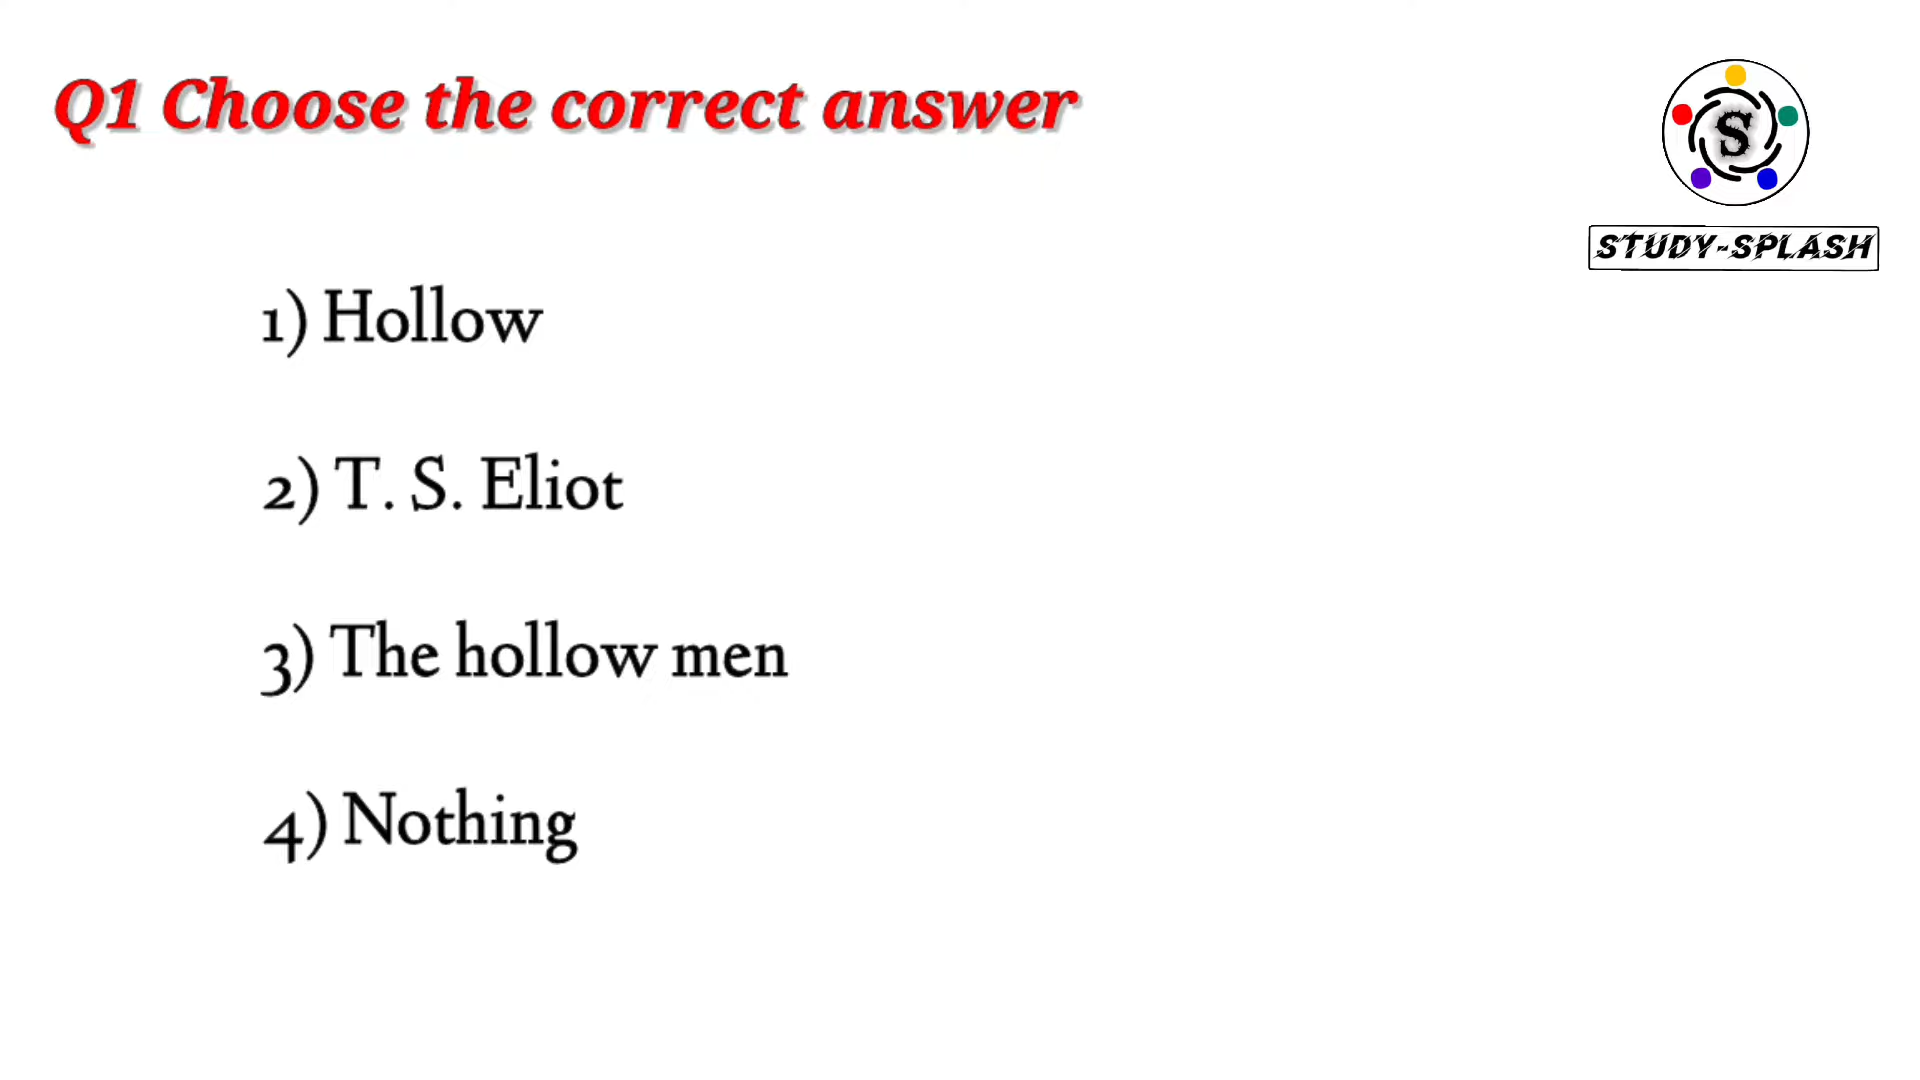 Q1 Choose the correct answer
S
STUDY-SPLASH
1) Hollow
2) T. S. Eliot
3) The hollow men
4) Nothing